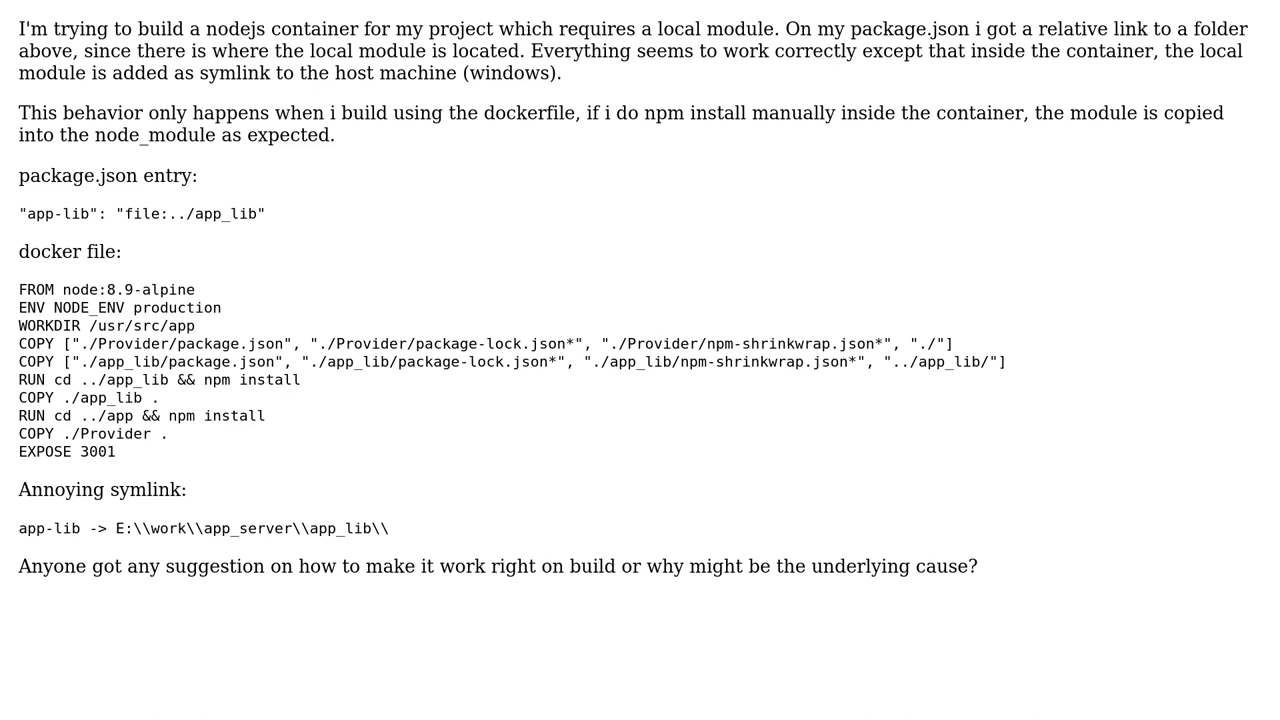 I'm trying to build a nodejs container for my project which requires a local module. On my package.json i got a relative link to a folder
above, since there is where the local module is located. Everything seems to work correctly except that inside the container, the local
module is added as symlink to the host machine (windows).
This behavior only happens when i build using the dockerfile, if i do npm install manually inside the container, the module is copied
into the node_module as expected.
package.json entry:
"app-lib": "file:../app_lib"
docker file:
FROM node:8.9-alpine
ENV NODE_ENV production
WORKDIR /usr/src/app
COPY ["./Provider/package.json", "./Provider/package-lock.json*", "./Provider/npm-shrinkwrap.json*", "./"]
COPY ["./app_lib/package.json", "./app_lib/package-lock.json*", "./app_lib/npm-shrinkwrap.json*", "../app_lib/"]
RUN cd ../app_lib && npm install
COPY ./app_lib .
RUN cd ../app && npm install
COPY ./Provider .
EXPOSE 3001
Annoying symlink:
app-lib -> E:\\work\\app_server\\app_lib\\
Anyone got any suggestion on how to make it work right on build or why might be the underlying cause?